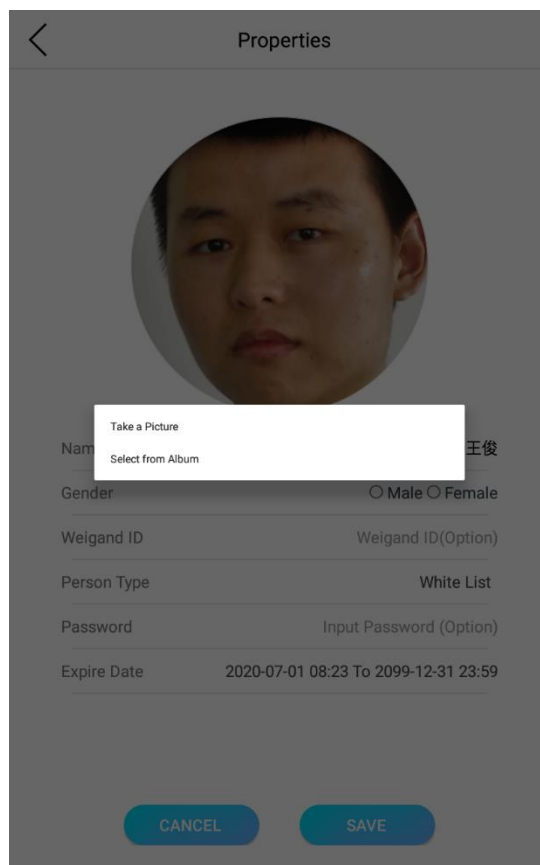 Properties
Take a Picture
Select from Album
Nam 王俊
Gender Male Female
Weigand ID Weigand ID(Option)
Person Type White List
Password Input Password (Option)
Expire Date 2020-07-01 08:23 To 2099-12-31 23:59
CANCEL SAVE